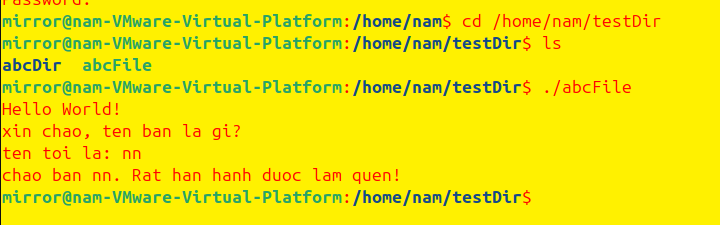 Password:
mirror@nam-VMware-Virtual-Platform:/home/nam$ cd /home/nam/testDir
mirror@nam-VMware-Virtual-Platform:/home/nam/testDir$ ls
abcDir  abcFile
mirror@nam-VMware-Virtual-Platform:/home/nam/testDir$ ./abcFile
Hello World!
xin chao, ten ban la gi?
ten toi la: nn
chao ban nn. Rat han hanh duoc lam quen!
mirror@nam-VMware-Virtual-Platform:/home/nam/testDir$